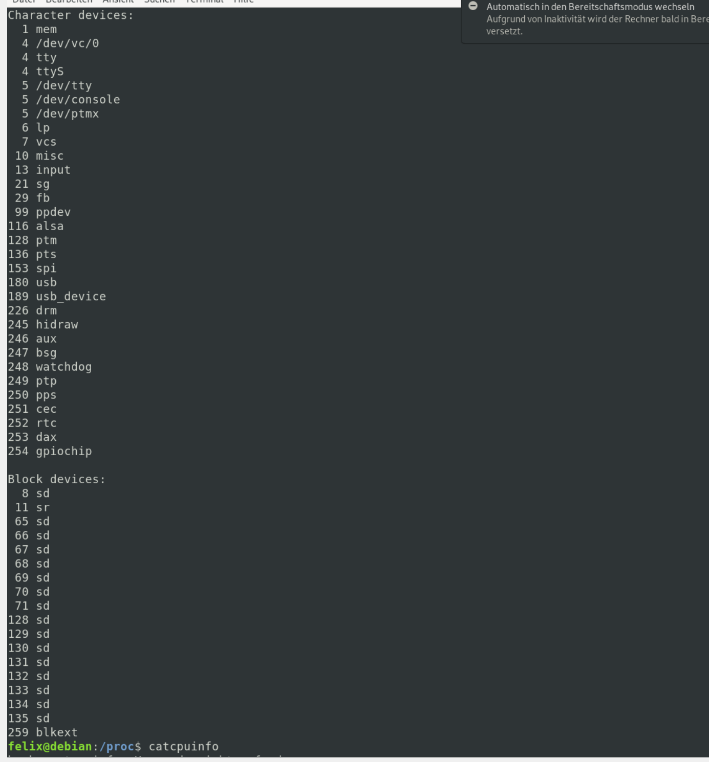 Datei Bearbeiten Ansicht Suchen Terminal Hilfe
Automatisch in den Bereitschaftsmodus wechseln
Aufgrund von Inaktivität wird der Rechner bald in
versetzt.
Character devices:
1 mem
4 /dev/vc/0
4 tty
4 ttyS
5 /dev/tty
5 /dev/console
5 /dev/ptmx
6 lp
7 vcs
10 misc
13 input
21 sg
29 fb
99 ppdev
116 alsa
128 ptm
136 pts
153 spi
180 usb
189 usb_device
226 drm
245 hidraw
246 aux
247 bsg
248 watchdog
249 ptp
250 pps
251 cec
252 rtc
253 dax
254 gpiochip
Block devices:
8 sd
11 sr
65 sd
66 sd
67 sd
68 sd
69 sd
70 sd
71 sd
128 sd
129 sd
130 sd
131 sd
132 sd
133 sd
134 sd
135 sd
259 blkext
felix@debian:/proc$ catcpuinfo